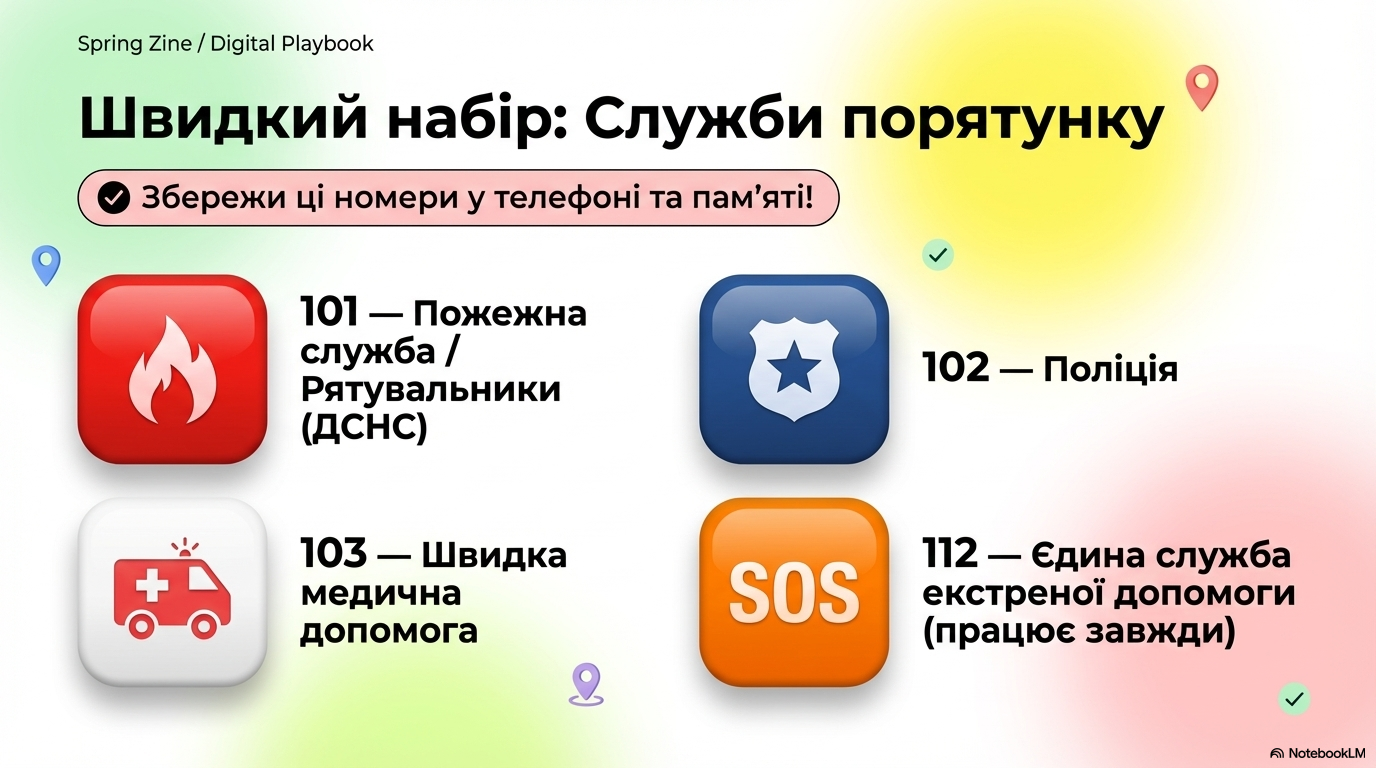 Spring Zine / Digital Playbook
Швидкий набір: Служби порятунку
Збережи ці номери у телефоні та пам’яті!
101 — Пожежна
служба /
Рятувальники
(ДСНС)
102 — Поліція
103 — Швидка
медична
допомога
SOS
112 — Єдина служба
екстреної допомоги
(працює завжди)
NotebookLM